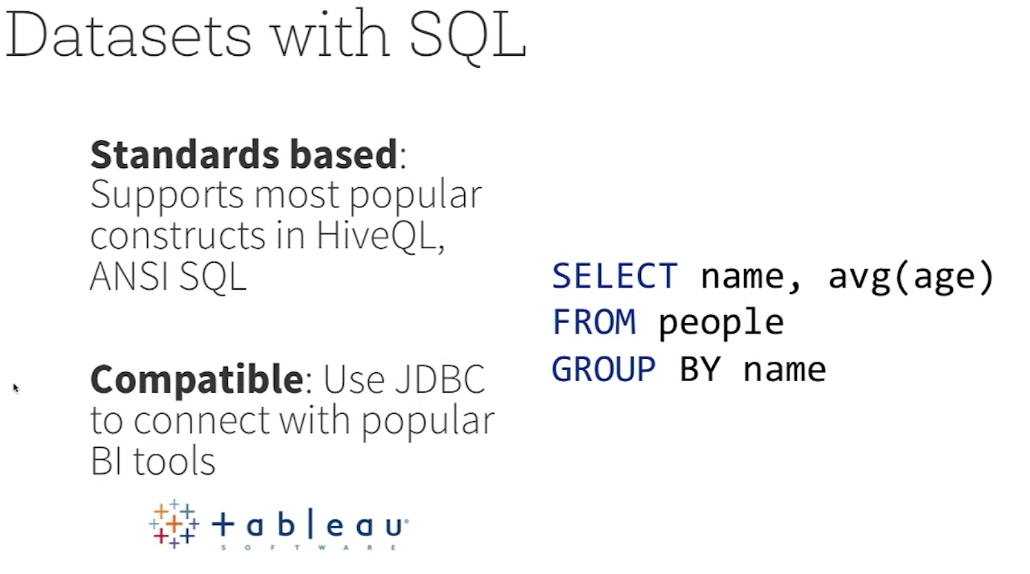 Datasets with SQL
Standards based:
Supports most popular
constructs in HiveQL,
ANSI SQL
Compatible: Use JDBC
to connect with popular
BI tools
+ableau®
SOFTWARE
SELECT name, avg(age)
FROM people
GROUP BY name